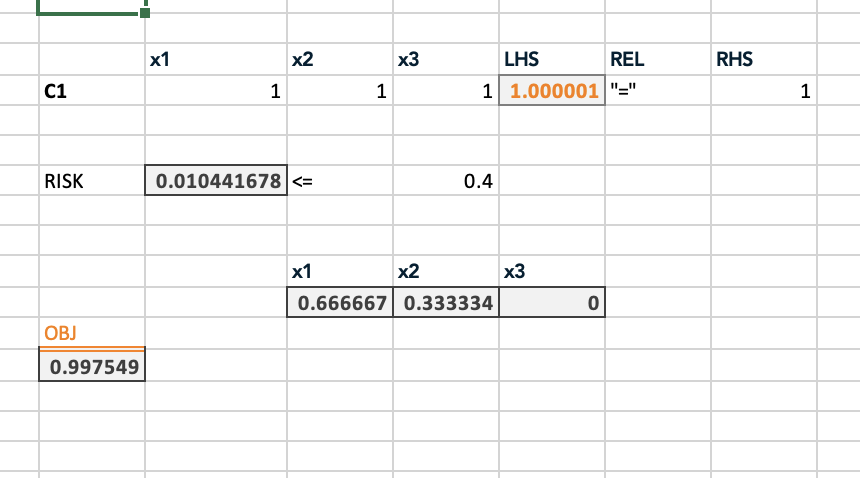 x1 x2 x3 LHS REL RHS
C1 1 1 1 1.000001 "=" 1
RISK 0.010441678 <= 0.4
x1 x2 x3
0.666667 0.333334 0
OBJ
0.997549